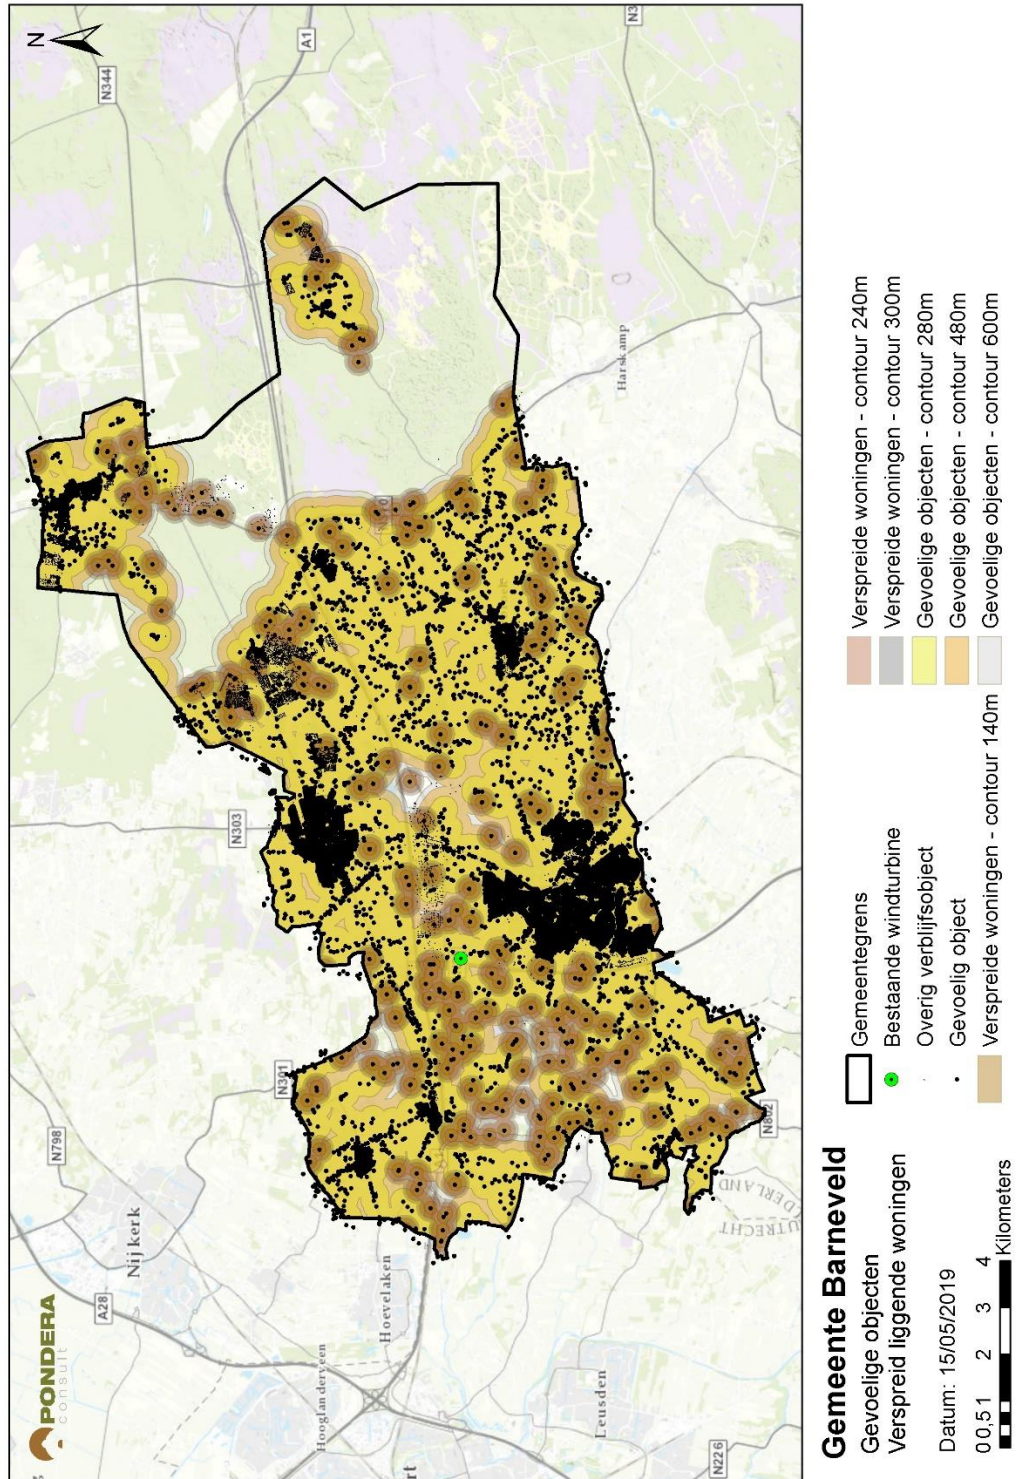 PONDERA
consult
N
N344
A1
N3
N798
Nijkerk
A28
N301
N303
Hoevelaken
Hooglanderveen
Leusden
N226
rt
N802
UTRECHT
Harskamp
Gemeente Barneveld
Gevoelige objecten
Verspreid liggende woningen
Datum: 15/05/2019
0 0,5 1 2 3 4
Kilometers
Gemeentegrens
Bestaande windturbine
Overig verblijfsobject
Gevoelig object
Verspreide woningen - contour 140m
Verspreide woningen - contour 240m
Verspreide woningen - contour 300m
Gevoelige objecten - contour 280m
Gevoelige objecten - contour 480m
Gevoelige objecten - contour 600m